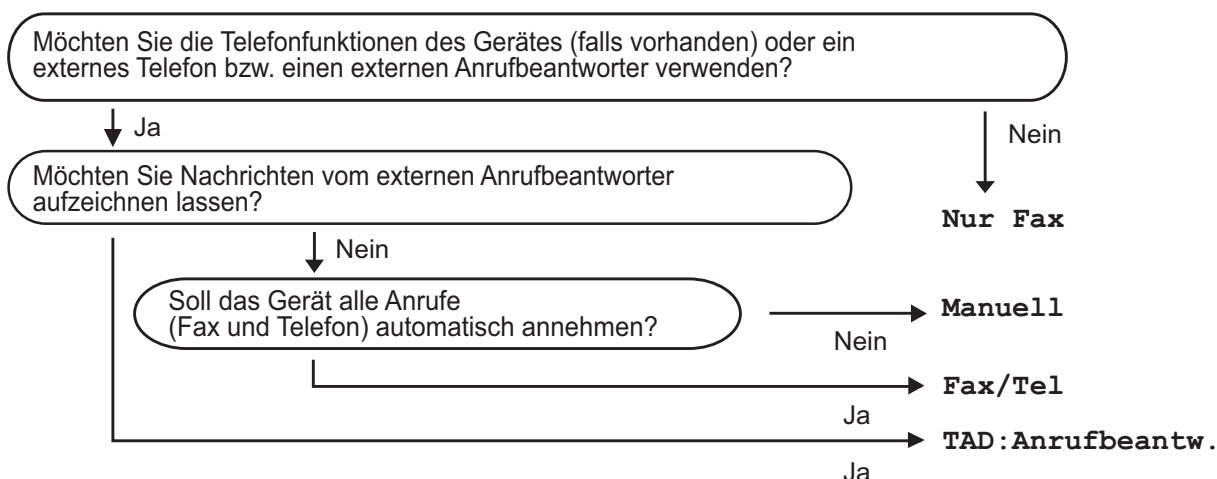 Möchten Sie die Telefonfunktionen des Gerätes (falls vorhanden) oder ein
externes Telefon bzw. einen externen Anrufbeantworter verwenden?
Ja
Nein
Möchten Sie Nachrichten vom externen Anrufbeantworter
aufzeichnen lassen?
Nur Fax
Nein
Soll das Gerät alle Anrufe
(Fax und Telefon) automatisch annehmen?
Manuell
Nein
Fax/Tel
Ja
TAD:Anrufbeantw.
Ja